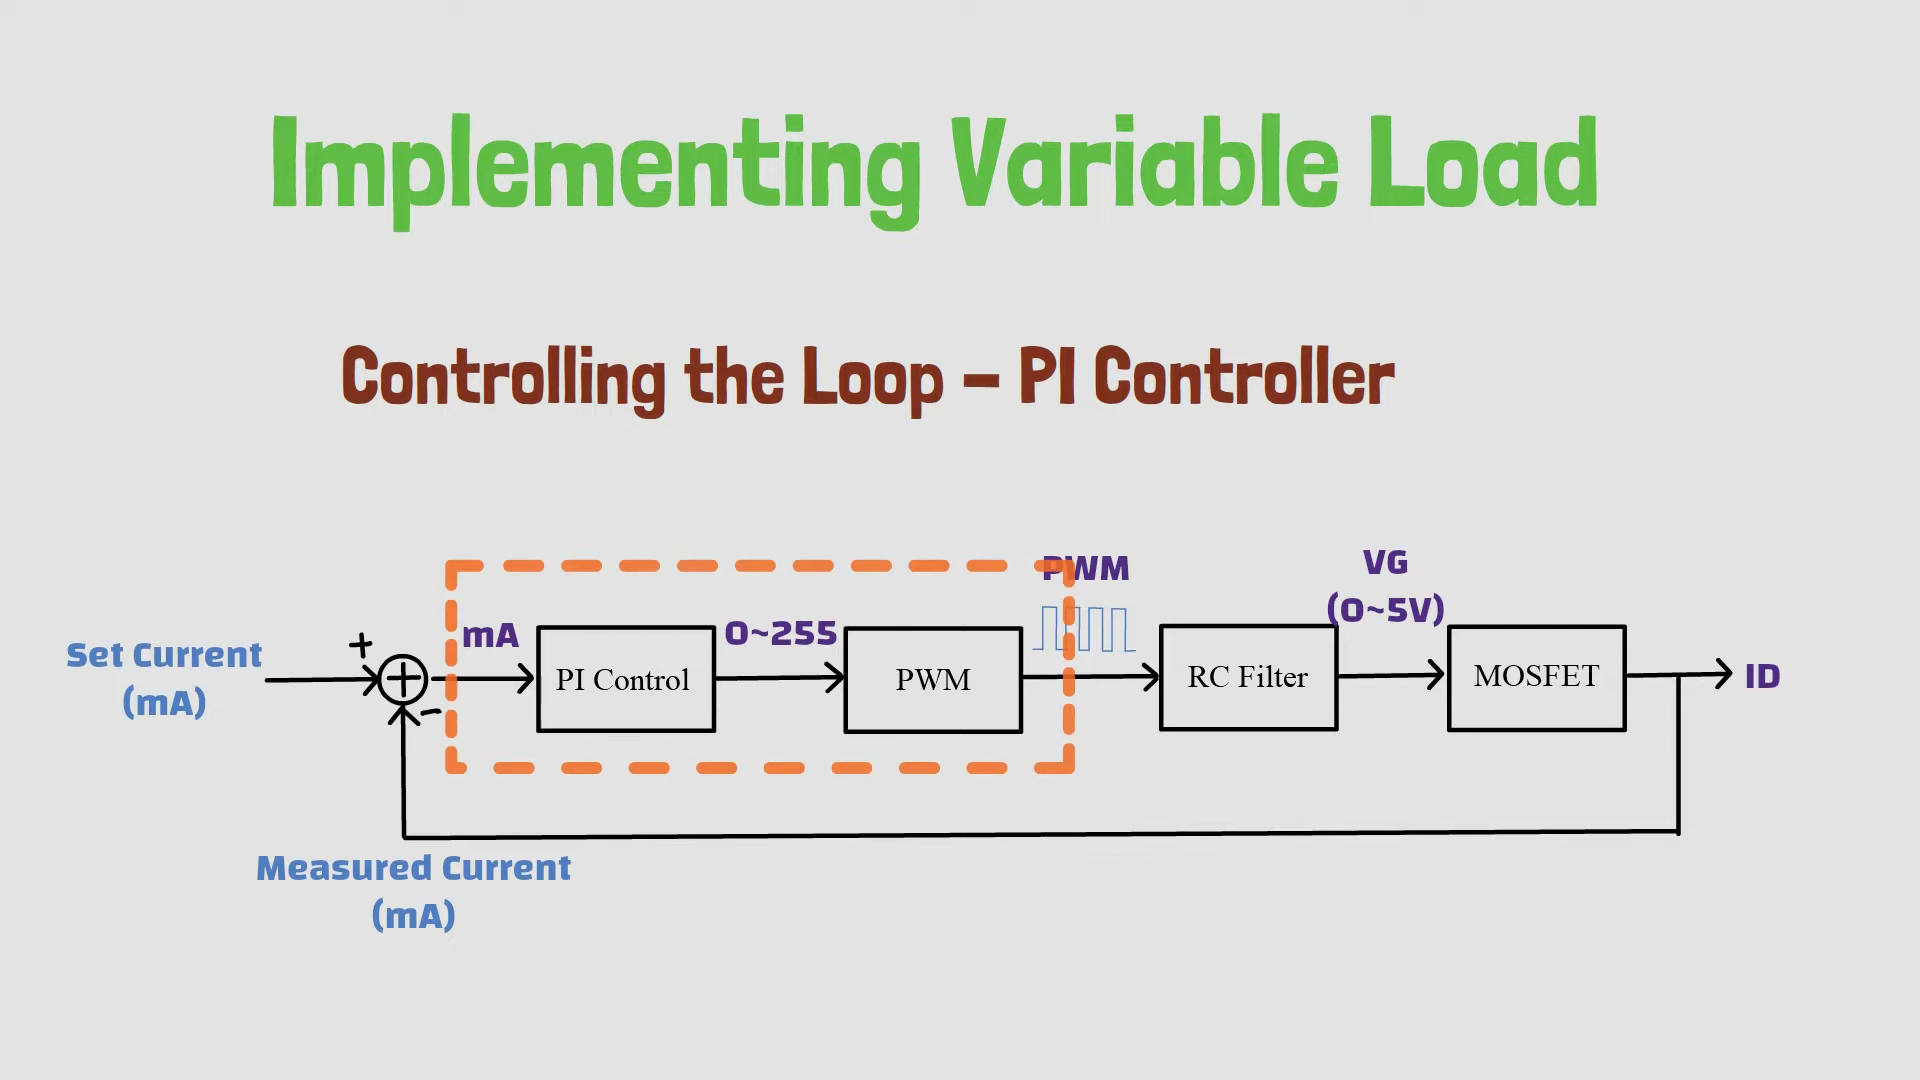 Implementing Variable Load
Controlling the Loop – PI Controller
Set Current
(mA)
+
–
mA
PI Control
0~255
PWM
PWM
RC Filter
VG
(0~5V)
MOSFET
ID
Measured Current
(mA)